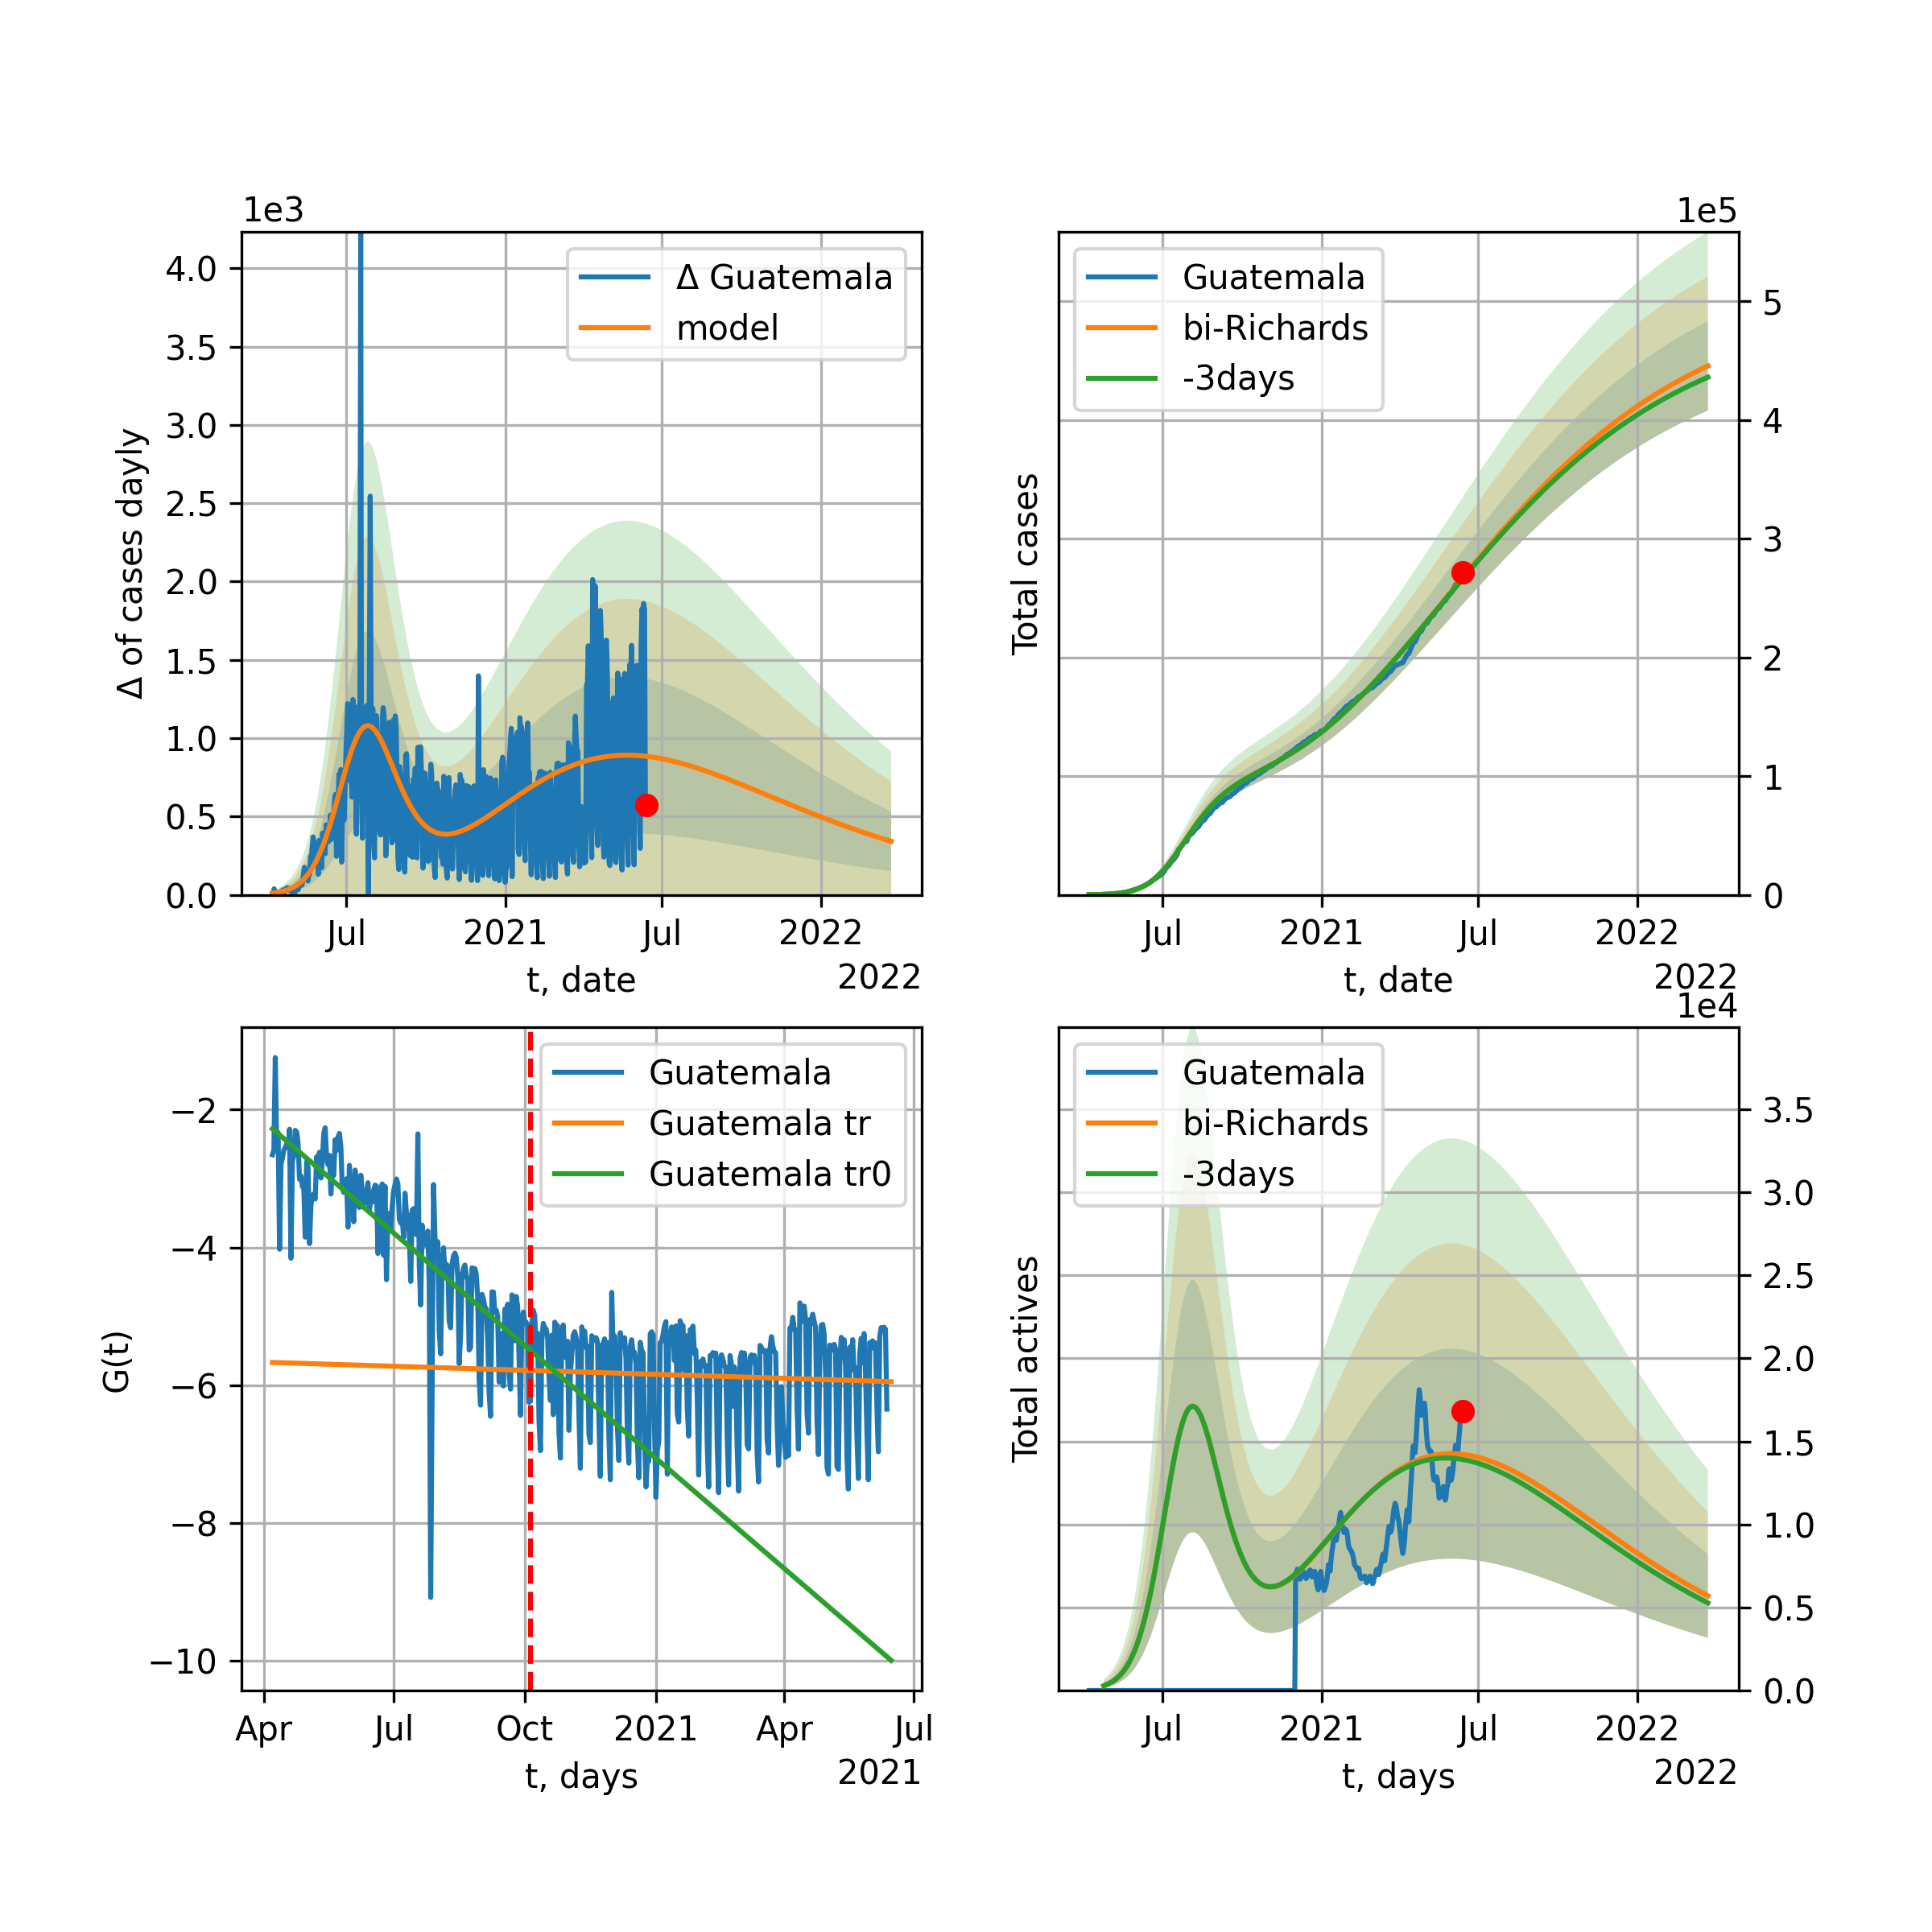 1e3
4.0
3.5
3.0
2.5
2.0
1.5
1.0
0.5
0.0
Δ of cases dayly
Δ Guatemala
model
Jul
2021
Jul
2022
t, date
2022
1e5
Guatemala
bi-Richards
-3days
Total cases
5
4
3
2
1
0
Jul
2021
Jul
2022
t, date
2022
−2
−4
−6
−8
−10
G(t)
Guatemala
Guatemala tr
Guatemala tr0
Apr
Jul
Oct
2021
Apr
Jul
t, days
2021
1e4
Guatemala
bi-Richards
-3days
Total actives
3.5
3.0
2.5
2.0
1.5
1.0
0.5
0.0
Jul
2021
Jul
2022
t, days
2022